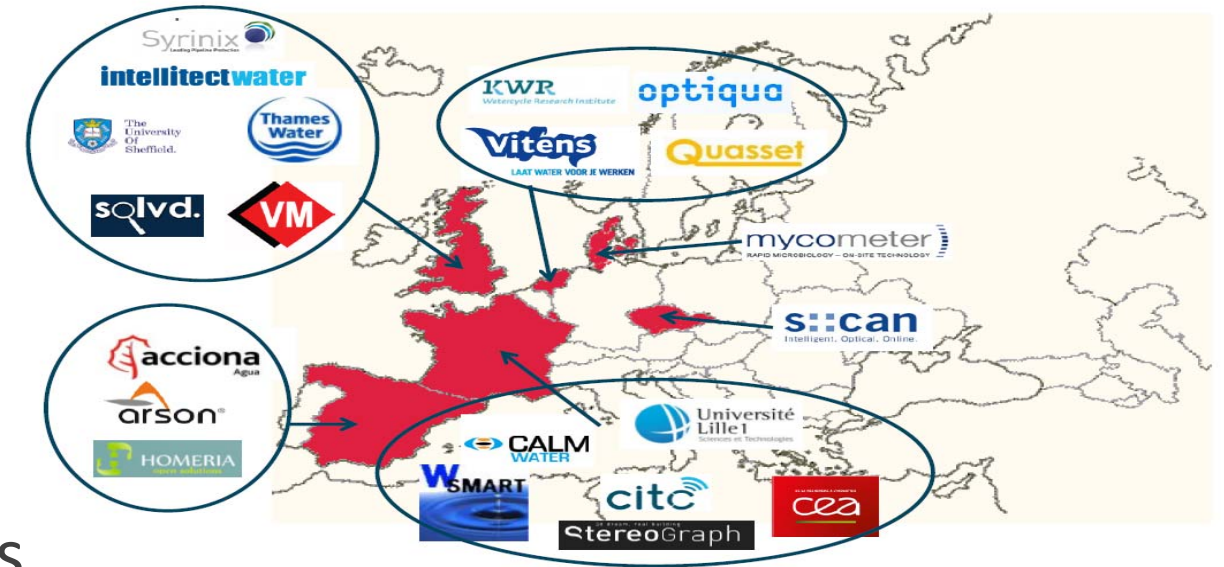 Syrinix
Leading Pipeline Protection
intellitectwater
The
University
Of
Sheffield.
Thames
Water
solvd.
VM
KWR
Watercycle Research Institute
optiqua
Vitens
LAAT WATER VOOR JE WERKEN
Quasset
mycometer
RAPID MICROBIOLOGY – ON-SITE TECHNOLOGY
s::can
Intelligent. Optical. Online.
acciona
Agua
arson®
HOMERIA
open solutions
Université
Lille1
Sciences et Technologies
CALM
WATER
W SMART
citc
cea
StereoGraph
s